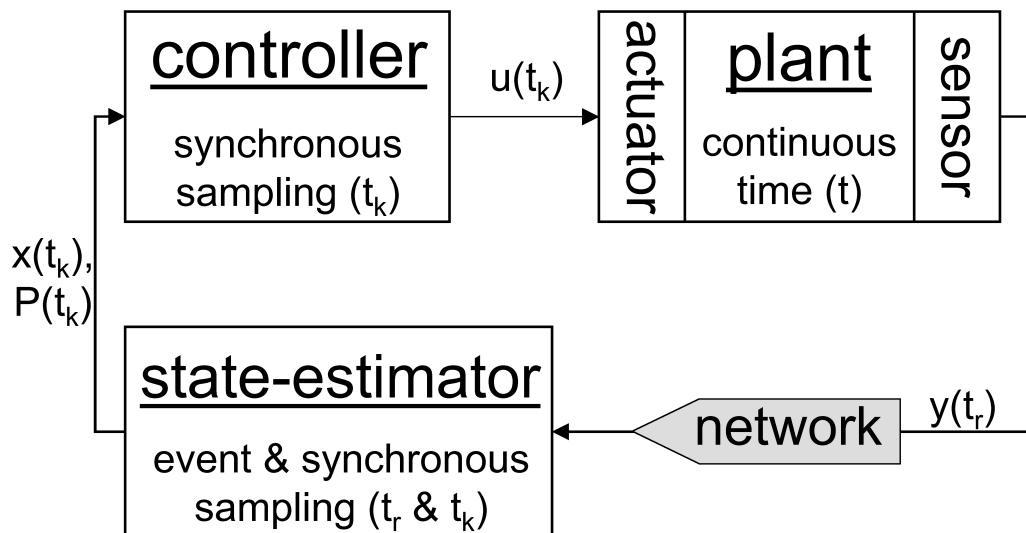 controller
synchronous
sampling (tk)
u(tk)
actuator
plant
continuous
time (t)
sensor
x(tk),
P(tk)
state-estimator
event & synchronous
sampling (tr & tk)
network
y(tr)